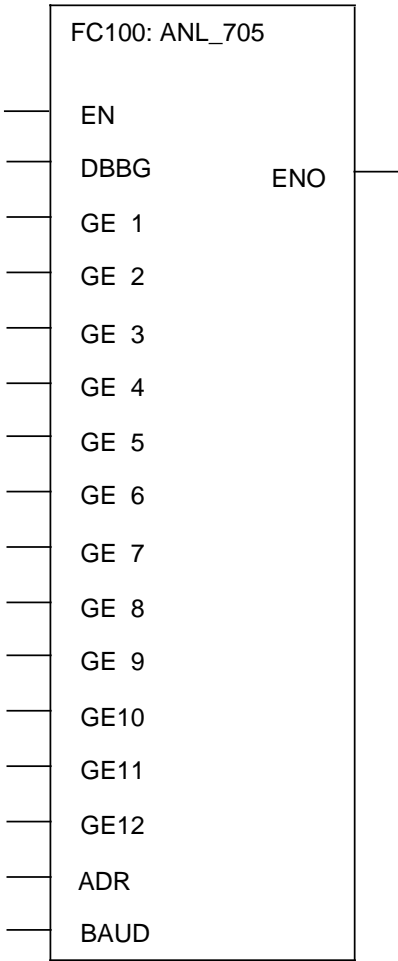 FC100: ANL_705
EN
DBBG
ENO
GE 1
GE 2
GE 3
GE 4
GE 5
GE 6
GE 7
GE 8
GE 9
GE10
GE11
GE12
ADR
BAUD